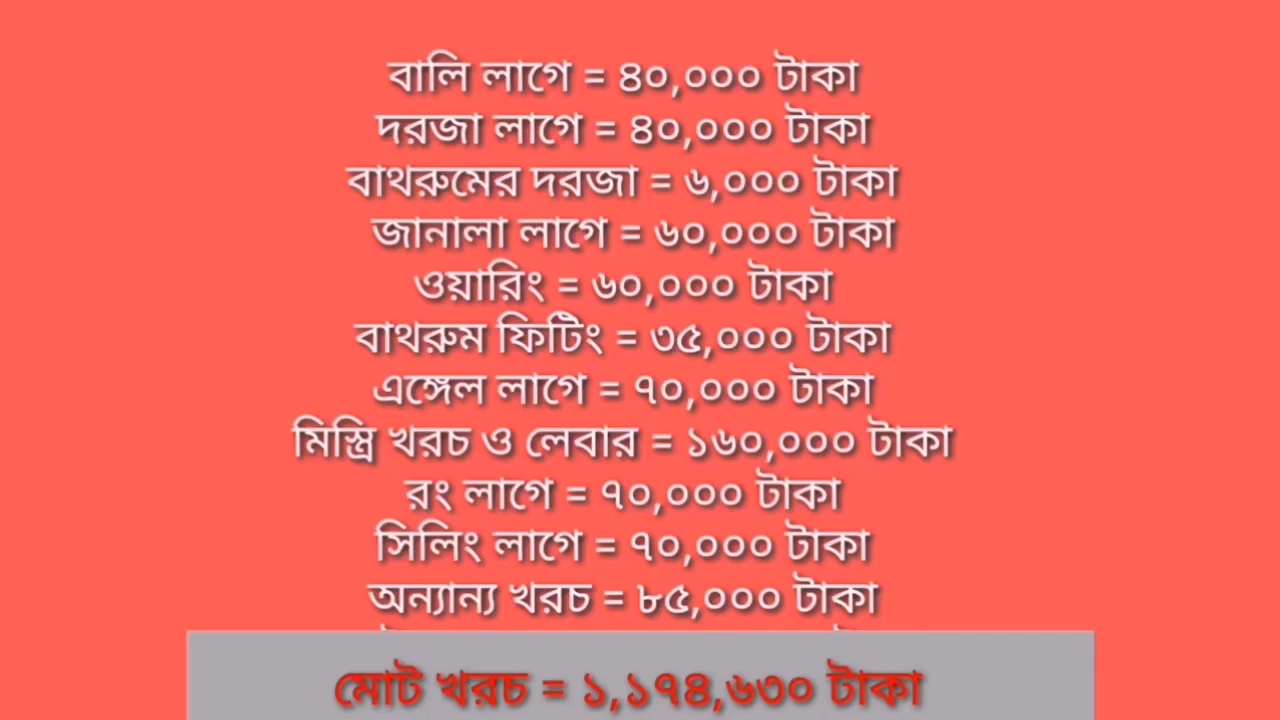 বালি লাগে = ৪০,০০০ টাকা
দরজা লাগে = ৪০,০০০ টাকা
বাথরুমের দরজা = ৬,০০০ টাকা
জানালা লাগে = ৬০,০০০ টাকা
ওয়ারিং = ৬০,০০০ টাকা
বাথরুম ফিটিং = ৩৫,০০০ টাকা
এঙ্গেল লাগে = ৭০,০০০ টাকা
মিস্ত্রি খরচ ও লেবার = ১৬০,০০০ টাকা
রং লাগে = ৭০,০০০ টাকা
সিলিং লাগে = ৭০,০০০ টাকা
অন্যান্য খরচ = ৮৫,০০০ টাকা
মোট খরচ = ১,১৭৪,৬৩০ টাকা